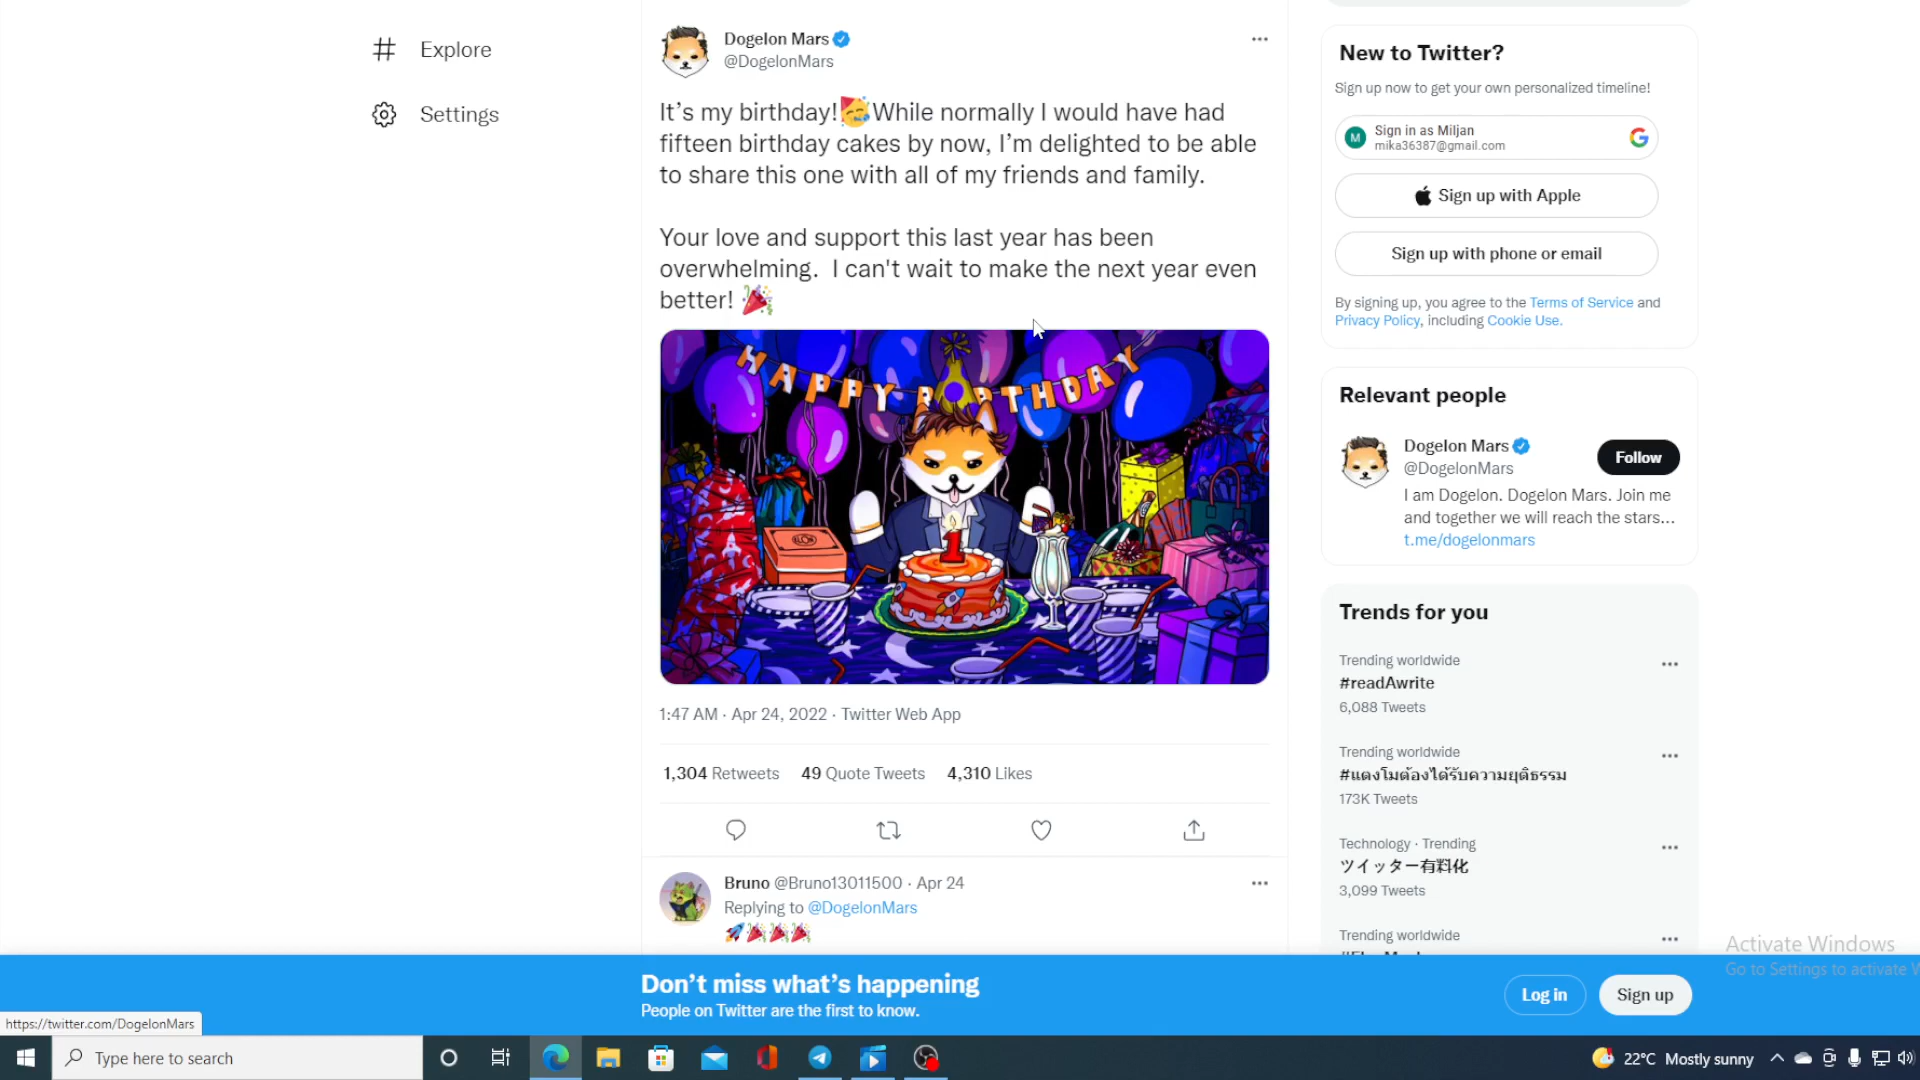 Explore
Settings
Dogelon Mars
@DogelonMars
It’s my birthday!🥳While normally I would have had
fifteen birthday cakes by now, I’m delighted to be able
to share this one with all of my friends and family.
Your love and support this last year has been
overwhelming.  I can't wait to make the next year even
better! 🎉
HAPPY BIRTHDAY
ELON
1
1:47 AM · Apr 24, 2022 · Twitter Web App
1,304 Retweets 49 Quote Tweets 4,310 Likes
Bruno @Bruno13011500 · Apr 24
Replying to @DogelonMars
🚀🎉🎉🎉
New to Twitter?
Sign up now to get your own personalized timeline!
M
Sign in as Miljan
mika36387@gmail.com
Sign up with Apple
Sign up with phone or email
By signing up, you agree to the Terms of Service and
Privacy Policy, including Cookie Use.
Relevant people
Dogelon Mars
@DogelonMars
Follow
I am Dogelon. Dogelon Mars. Join me
and together we will reach the stars...
t.me/dogelonmars
Trends for you
Trending worldwide
#readAwrite
6,088 Tweets
Trending worldwide
#แตงโมต้องได้รับความยุติธรรม
173K Tweets
Technology · Trending
ツイッター有料化
3,099 Tweets
Trending worldwide
Activate Windows
Go to Settings to activate W
Don’t miss what’s happening
People on Twitter are the first to know.
Log in
Sign up
https://twitter.com/DogelonMars
Type here to search
22°C Mostly sunny